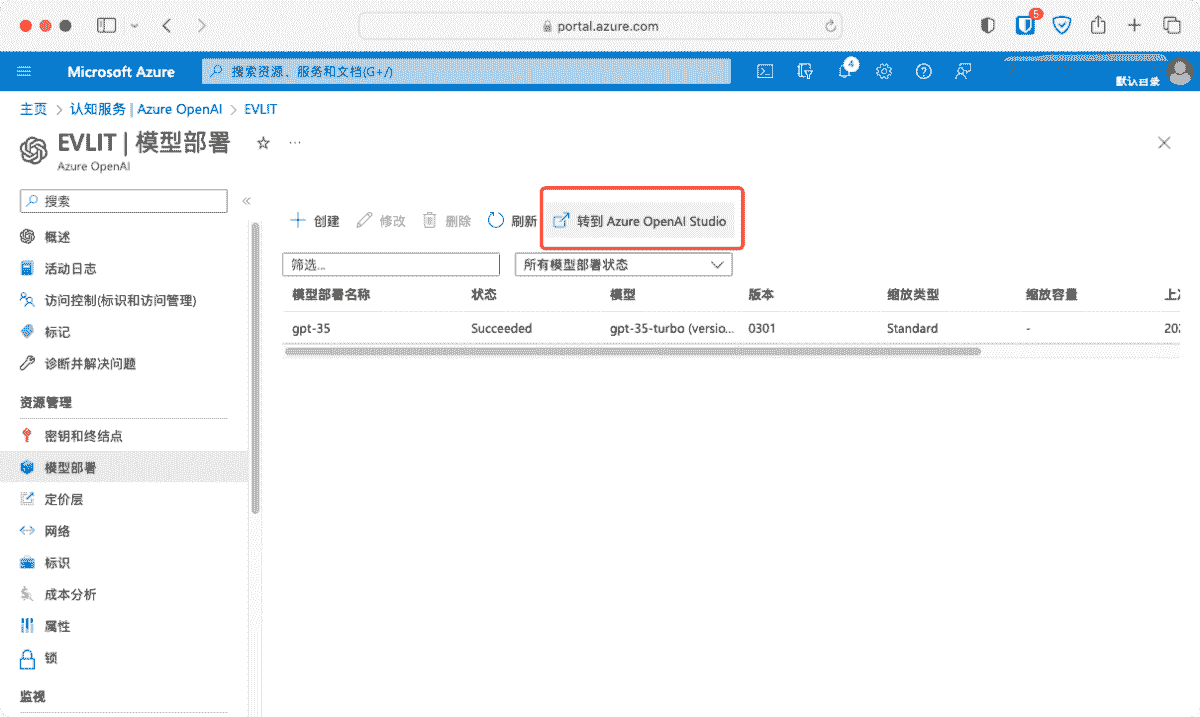 portal.azure.com
5
Microsoft Azure
搜索资源、服务和文档(G+/)
4
默认目录
主页 > 认知服务 | Azure OpenAI > EVLIT
EVLIT | 模型部署
Azure OpenAI
搜索
概述
活动日志
访问控制(标识和访问管理)
标记
诊断并解决问题
资源管理
密钥和终结点
模型部署
定价层
网络
标识
成本分析
属性
锁
监视
创建 修改 删除 刷新 转到 Azure OpenAI Studio
筛选... 所有模型部署状态
模型部署名称 状态 模型 版本 缩放类型 缩放容量 上
gpt-35 Succeeded gpt-35-turbo (versio... 0301 Standard - 20